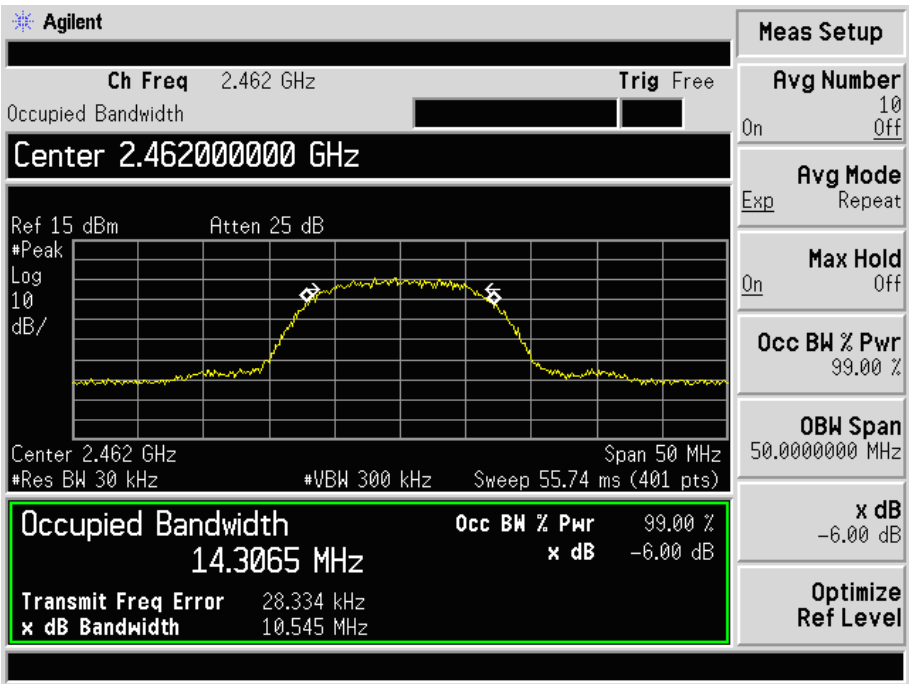 Agilent
Meas Setup
Ch Freq 2.462 GHz Trig Free
Occupied Bandwidth
Center 2.462000000 GHz
Ref 15 dBm Atten 25 dB
#Peak
Log
10
dB/
Center 2.462 GHz Span 50 MHz
#Res BW 30 kHz #VBW 300 kHz Sweep 55.74 ms (401 pts)
Occupied Bandwidth Occ BW % Pwr 99.00 %
14.3065 MHz x dB -6.00 dB
Transmit Freq Error 28.334 kHz
x dB Bandwidth 10.545 MHz
Avg Number
10
On Off
Avg Mode
Exp Repeat
Max Hold
On Off
Occ BW % Pwr
99.00 %
OBW Span
50.0000000 MHz
x dB
-6.00 dB
Optimize
Ref Level